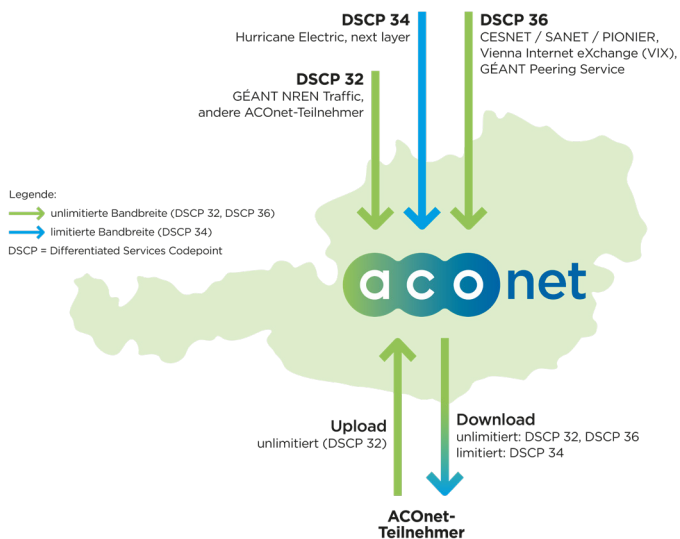 DSCP 34
Hurricane Electric, next layer
DSCP 36
CESNET / SANET / PIONIER,
Vienna Internet eXchange (VIX),
GÉANT Peering Service
DSCP 32
GÉANT NREN Traffic,
andere ACOnet-Teilnehmer
Legende:
unlimitierte Bandbreite (DSCP 32, DSCP 36)
limitierte Bandbreite (DSCP 34)
DSCP = Differentiated Services Codepoint
aconet
Upload
unlimitiert (DSCP 32)
Download
unlimitiert: DSCP 32, DSCP 36
limitiert: DSCP 34
ACOnet-
Teilnehmer